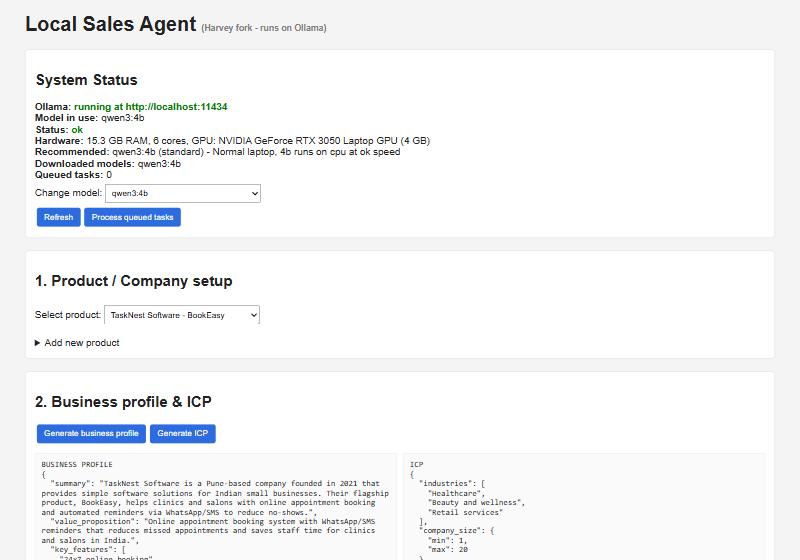 Local Sales Agent (Harvey fork - runs on Ollama)
System Status
Ollama: running at http://localhost:11434
Model in use: qwen3:4b
Status: ok
Hardware: 15.3 GB RAM, 6 cores, GPU: NVIDIA GeForce RTX 3050 Laptop GPU (4 GB)
Recommended: qwen3:4b (standard) - Normal laptop, 4b runs on cpu at ok speed
Downloaded models: qwen3:4b
Queued tasks: 0
Change model: qwen3:4b
Refresh Process queued tasks
1. Product / Company setup
Select product: TaskNest Software - BookEasy
▶ Add new product
2. Business profile & ICP
Generate business profile Generate ICP
BUSINESS PROFILE
{
"summary": "TaskNest Software is a Pune-based company founded in 2021 that
provides simple software solutions for Indian small businesses. Their flagship
product, BookEasy, helps clinics and salons with online appointment booking
and automated reminders via WhatsApp/SMS to reduce no-shows.",
"value_proposition": "Online appointment booking system with WhatsApp/SMS
reminders that reduces missed appointments and saves staff time for clinics
and salons in India.",
"key_features": [
"24x7 online booking"
ICP
{
"industries": [
"Healthcare",
"Beauty and wellness",
"Retail services"
],
"company_size": {
"min": 1,
"max": 20
},